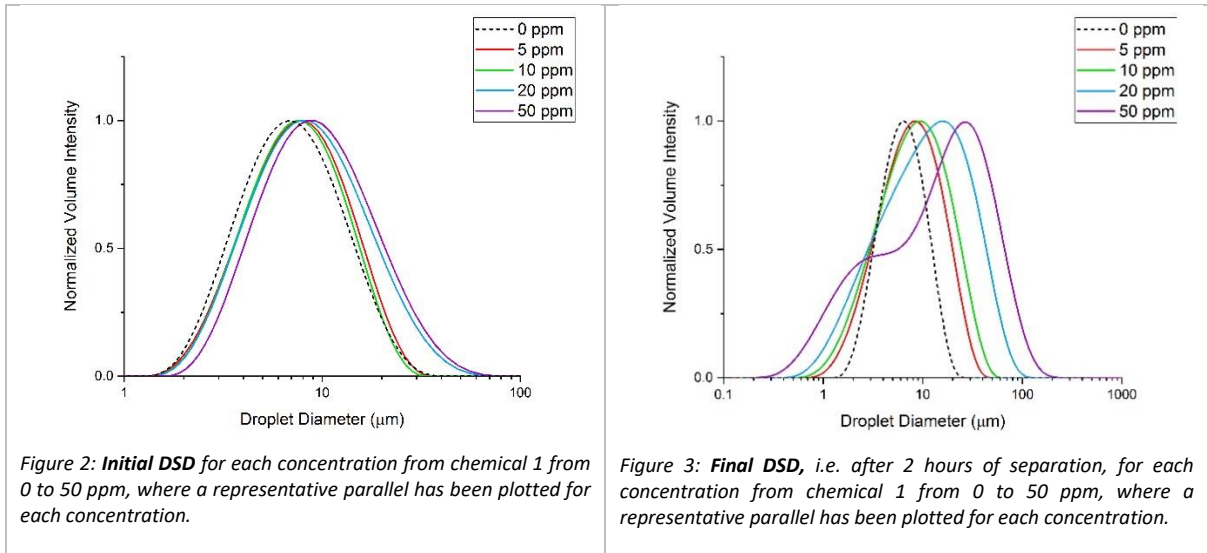 0 ppm
5 ppm
10 ppm
20 ppm
50 ppm
1.0
0.5
0.0
Normalized Volume Intensity
1
10
100
Droplet Diameter (μm)
Figure 2: Initial DSD for each concentration from chemical 1 from
0 to 50 ppm, where a representative parallel has been plotted for
each concentration.
0 ppm
5 ppm
10 ppm
20 ppm
50 ppm
1.0
0.5
0.0
Normalized Volume Intensity
0.1
1
10
100
1000
Droplet Diameter (μm)
Figure 3: Final DSD, i.e. after 2 hours of separation, for each
concentration from chemical 1 from 0 to 50 ppm, where a
representative parallel has been plotted for each concentration.